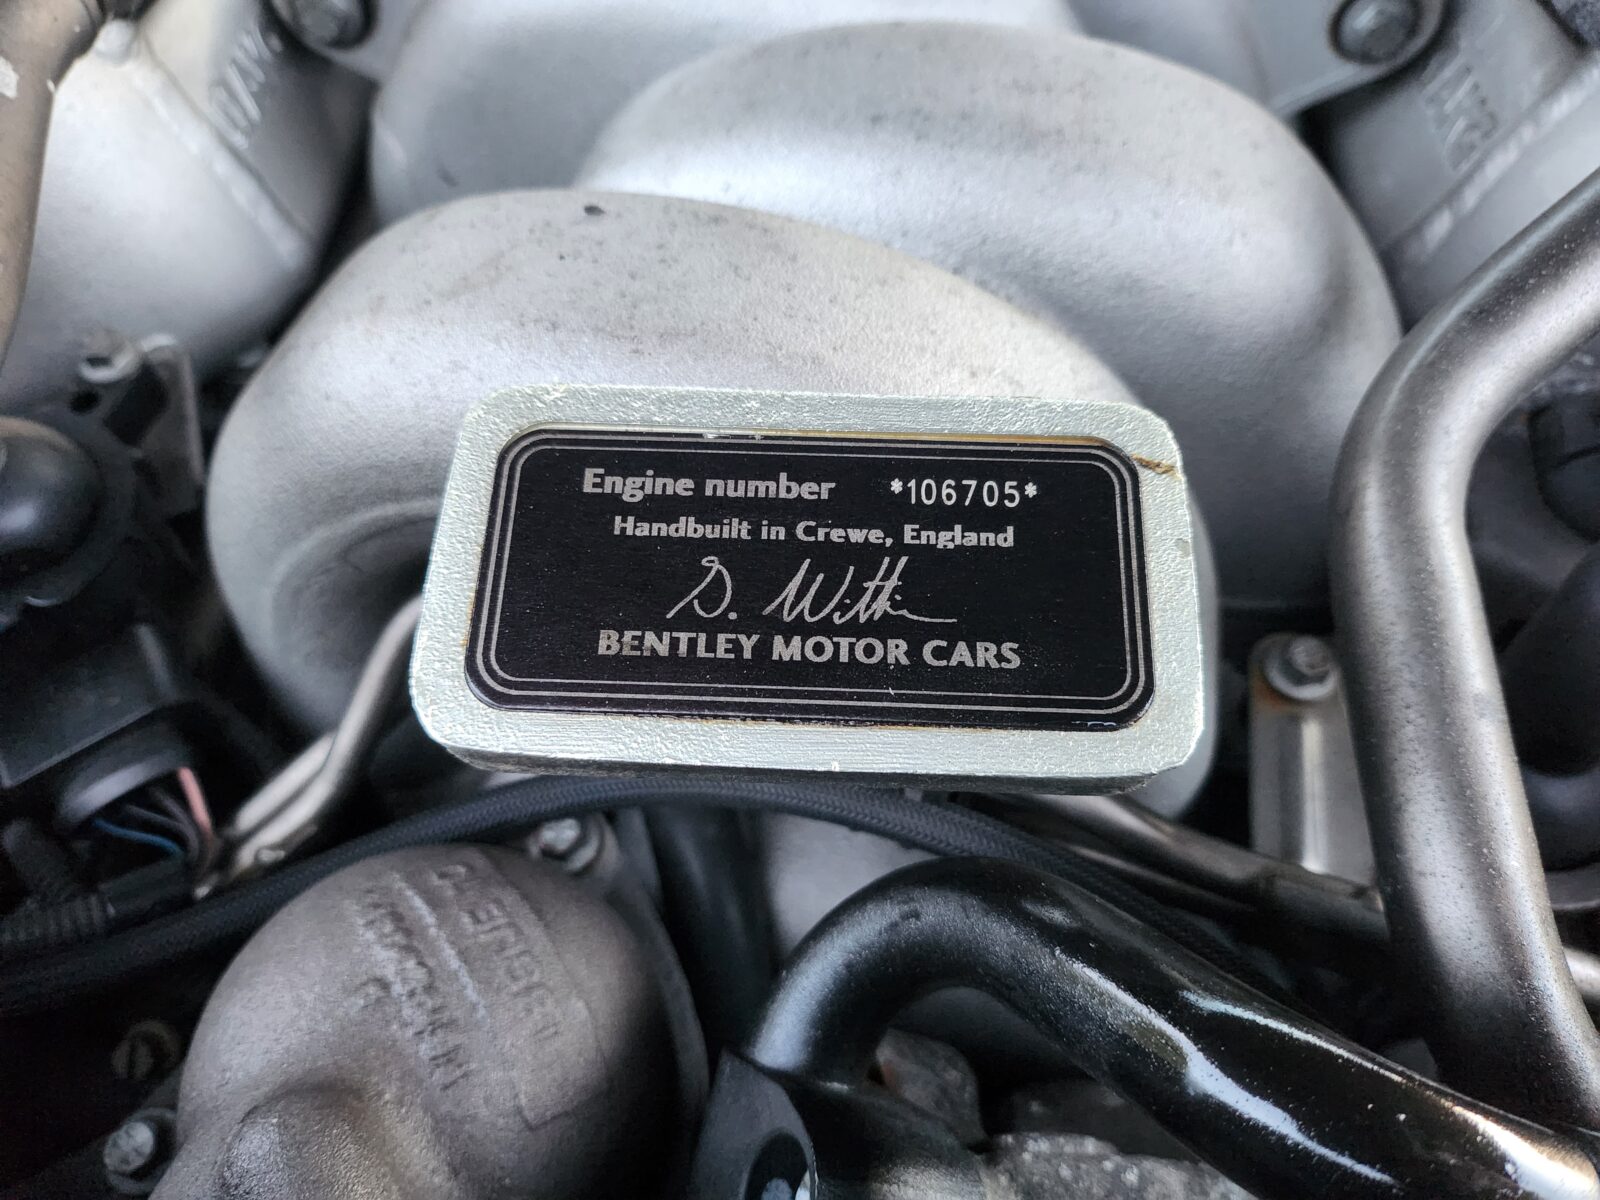 Engine number *106705*
Handbuilt in Crewe, England
BENTLEY MOTOR CARS